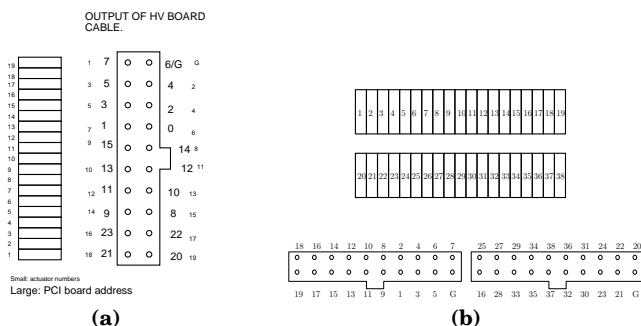 OUTPUT OF HV BOARD
CABLE.
19
18
17
16
15
14
13
12
11
10
9
8
7
6
5
4
3
2
1
1 7 6/G G
3 5 4 2
5 3 2 4
7 1 0 6
9 15 14 8
10 13 12 11
12 11 10 13
14 9 8 15
16 23 22 17
18 21 20 19
Small: actuator numbers
Large: PCI board address
(a)
1 2 3 4 5 6 7 8 9 10 11 12 13 14 15 16 17 18 19
20 21 22 23 24 25 26 27 28 29 30 31 32 33 34 35 36 37 38
18 16 14 12 10 8 2 4 6 7
19 17 15 13 11 9 1 3 5 G
25 27 29 34 38 36 31 24 22 20
16 28 33 35 37 32 30 23 21 G
(b)